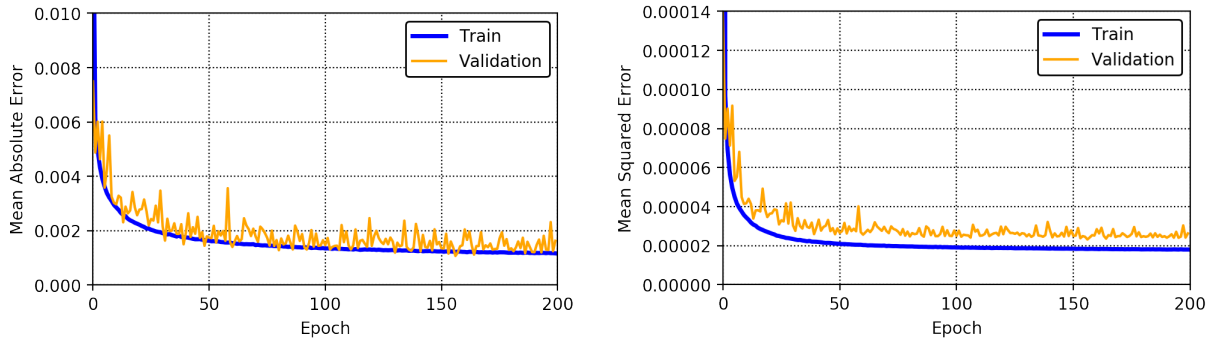 0.010
0.008
0.006
0.004
0.002
0.000
Mean Absolute Error
0 50 100 150 200
Epoch
Train
Validation
0.00014
0.00012
0.00010
0.00008
0.00006
0.00004
0.00002
0.00000
Mean Squared Error
0 50 100 150 200
Epoch
Train
Validation